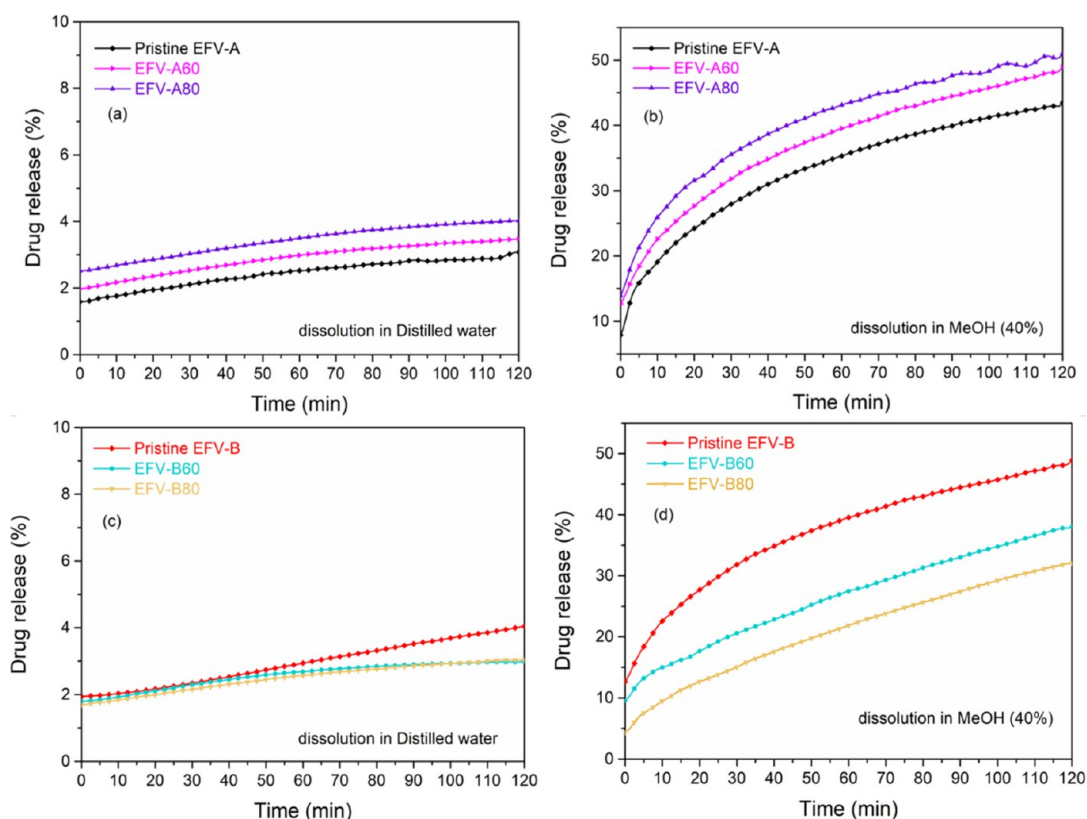 10
8
6
4
2
0
Drug release (%)
Pristine EFV-A
EFV-A60
EFV-A80
(a)
dissolution in Distilled water
0 10 20 30 40 50 60 70 80 90 100 110 120
Time (min)
50
40
30
20
10
Drug release (%)
Pristine EFV-A
EFV-A60
EFV-A80
(b)
dissolution in MeOH (40%)
0 10 20 30 40 50 60 70 80 90 100 110 120
Time (min)
10
8
6
4
2
0
Drug release (%)
Pristine EFV-B
EFV-B60
EFV-B80
(c)
dissolution in Distilled water
0 10 20 30 40 50 60 70 80 90 100 110 120
Time (min)
50
40
30
20
10
0
Drug release (%)
Pristine EFV-B
EFV-B60
EFV-B80
(d)
dissolution in MeOH (40%)
0 10 20 30 40 50 60 70 80 90 100 110 120
Time (min)